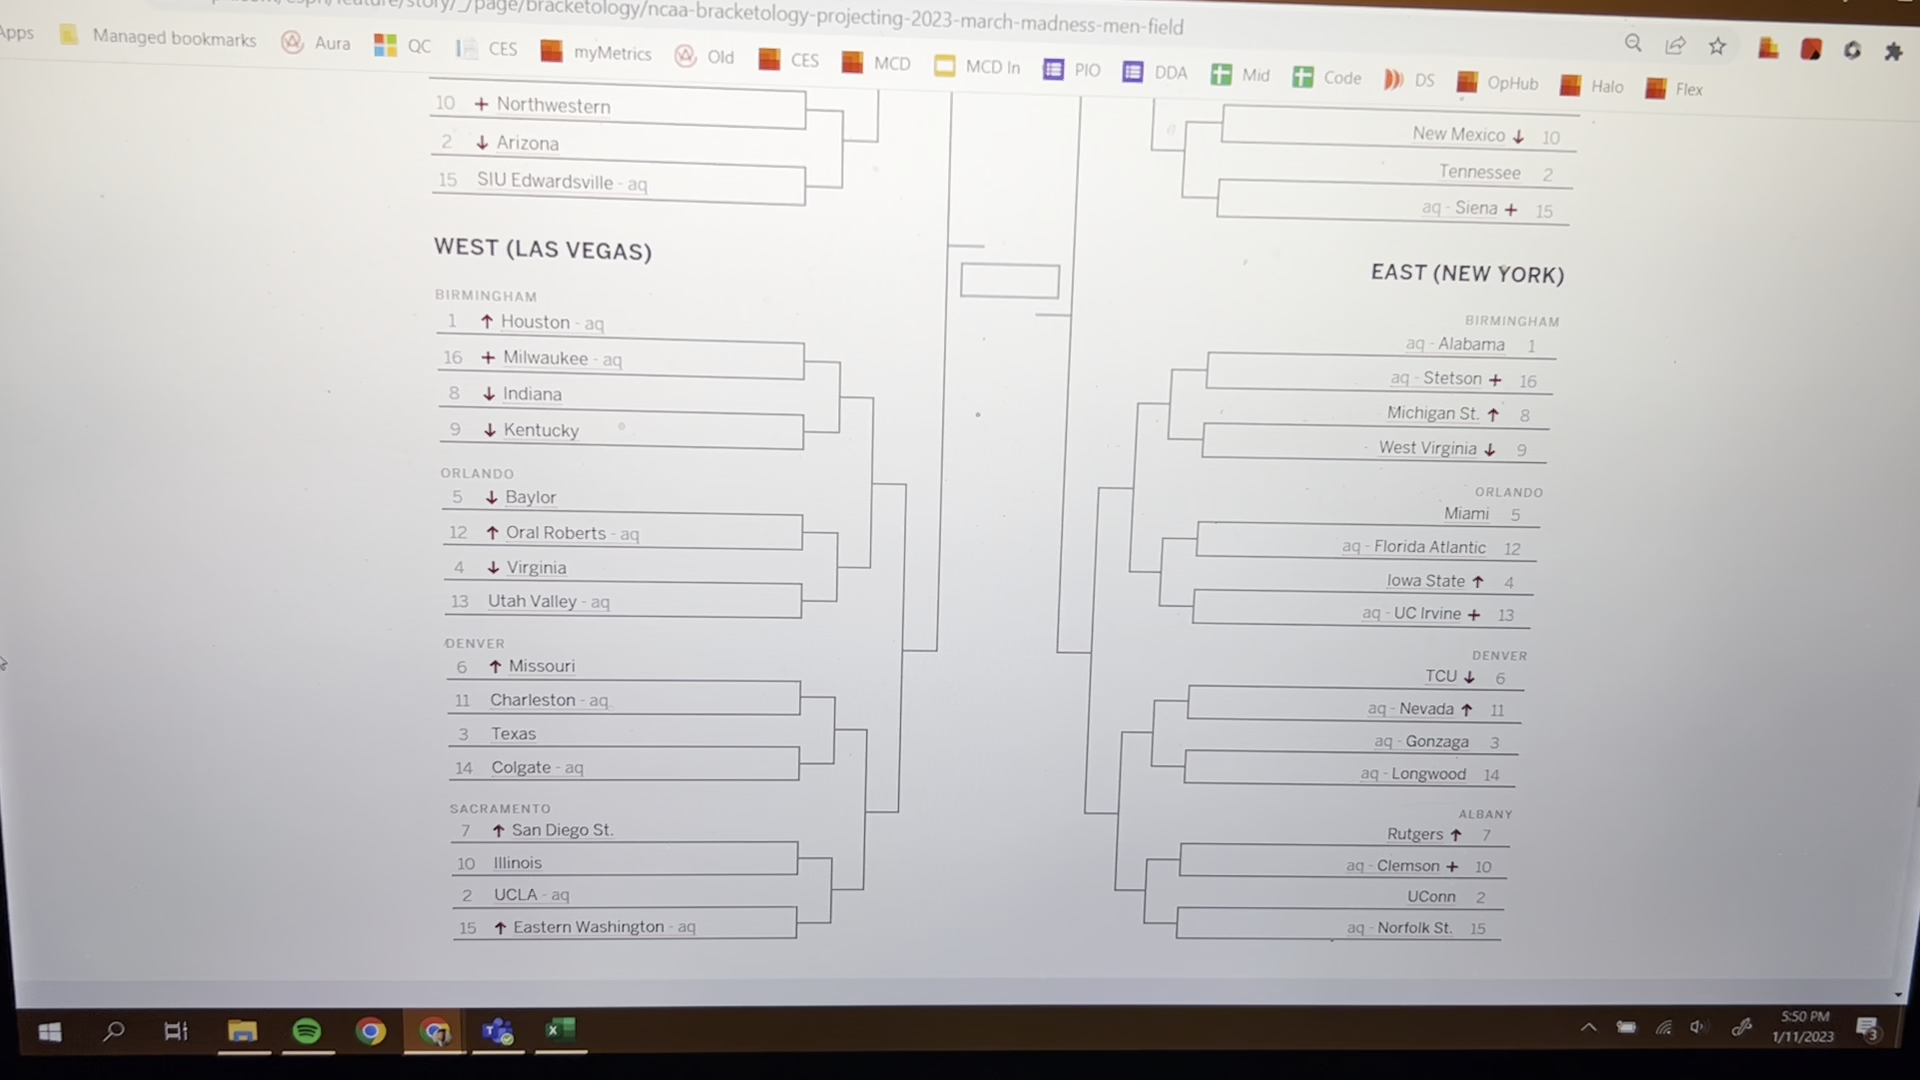 /feature/story/_/page/bracketology/ncaa-bracketology-projecting-2023-march-madness-men-field
Apps Managed bookmarks Aura QC CES myMetrics Old CES MCD MCD In PIO DDA Mid Code DS OpHub Halo Flex
10 + Northwestern
2 ↓ Arizona
15 SIU Edwardsville - aq
WEST (LAS VEGAS)
BIRMINGHAM
1 ↑ Houston - aq
16 + Milwaukee - aq
8 ↓ Indiana
9 ↓ Kentucky
ORLANDO
5 ↓ Baylor
12 ↑ Oral Roberts - aq
4 ↓ Virginia
13 Utah Valley - aq
DENVER
6 ↑ Missouri
11 Charleston - aq
3 Texas
14 Colgate - aq
SACRAMENTO
7 ↑ San Diego St.
10 Illinois
2 UCLA - aq
15 ↑ Eastern Washington - aq
New Mexico ↓ 10
Tennessee 2
aq - Siena + 15
EAST (NEW YORK)
BIRMINGHAM
aq - Alabama 1
aq - Stetson + 16
Michigan St. ↑ 8
West Virginia ↓ 9
ORLANDO
Miami 5
aq - Florida Atlantic 12
Iowa State ↑ 4
aq - UC Irvine + 13
DENVER
TCU ↓ 6
aq - Nevada ↑ 11
aq - Gonzaga 3
aq - Longwood 14
ALBANY
Rutgers ↑ 7
aq - Clemson + 10
UConn 2
aq - Norfolk St. 15
5:50 PM
1/11/2023
3